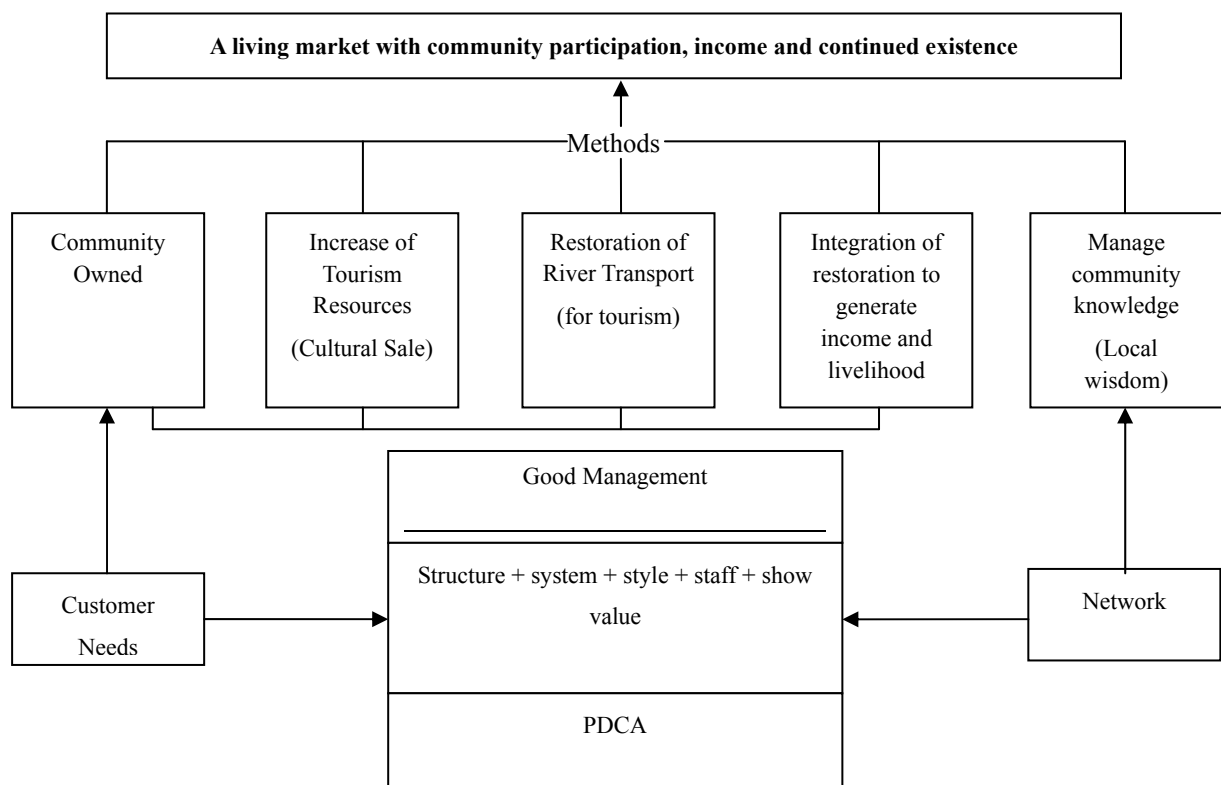 A living market with community participation, income and continued existence
Methods
Community
Owned
Increase of
Tourism
Resources
(Cultural Sale)
Restoration of
River Transport
(for tourism)
Integration of
restoration to
generate
income and
livelihood
Manage
community
knowledge
(Local
wisdom)
Good Management
Structure + system + style + staff + show
value
PDCA
Customer
Needs
Network